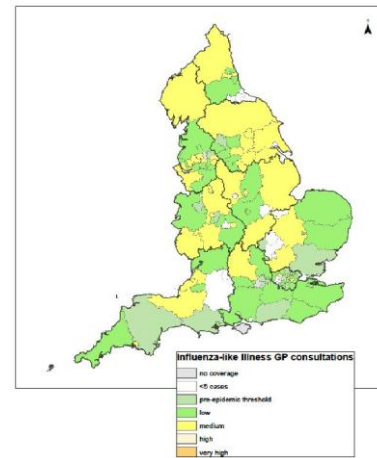 Influenza-like illness GP consultations
no coverage
<5 cases
pre-epidemic threshold
low
medium
high
very high